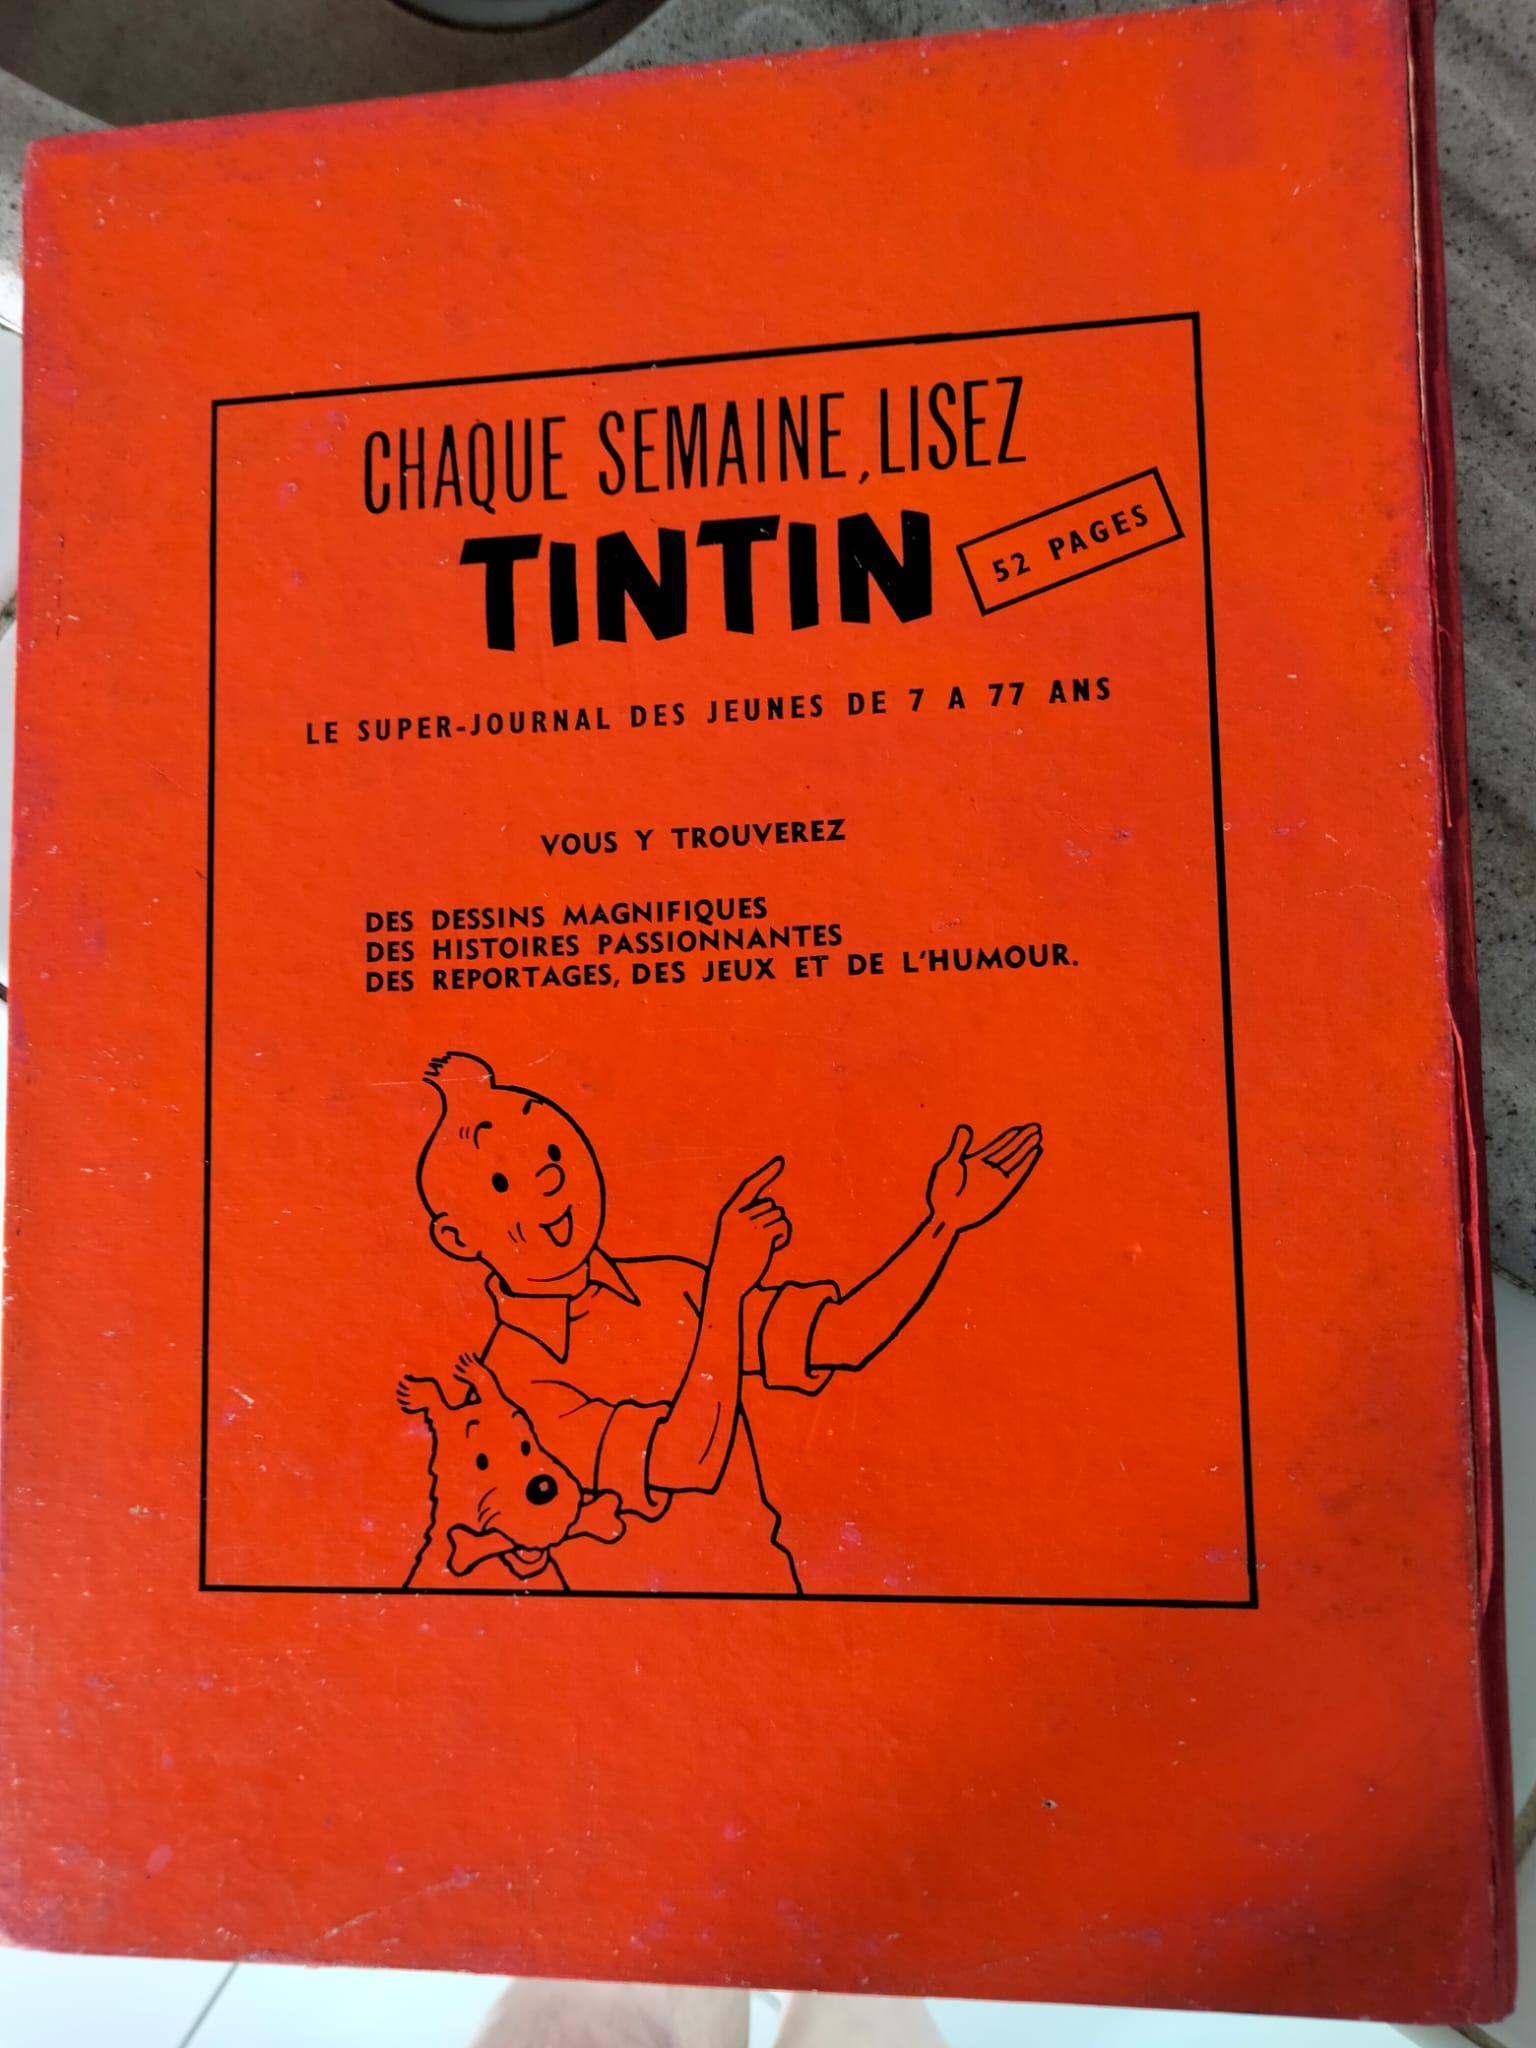 CHAQUE SEMAINE, LISEZ
TINTIN
52 PAGES
LE SUPER-JOURNAL DES JEUNES DE 7 A 77 ANS
VOUS Y TROUVEREZ
DES DESSINS MAGNIFIQUES
DES HISTOIRES PASSIONNANTES
DES REPORTAGES, DES JEUX ET DE L'HUMOUR.